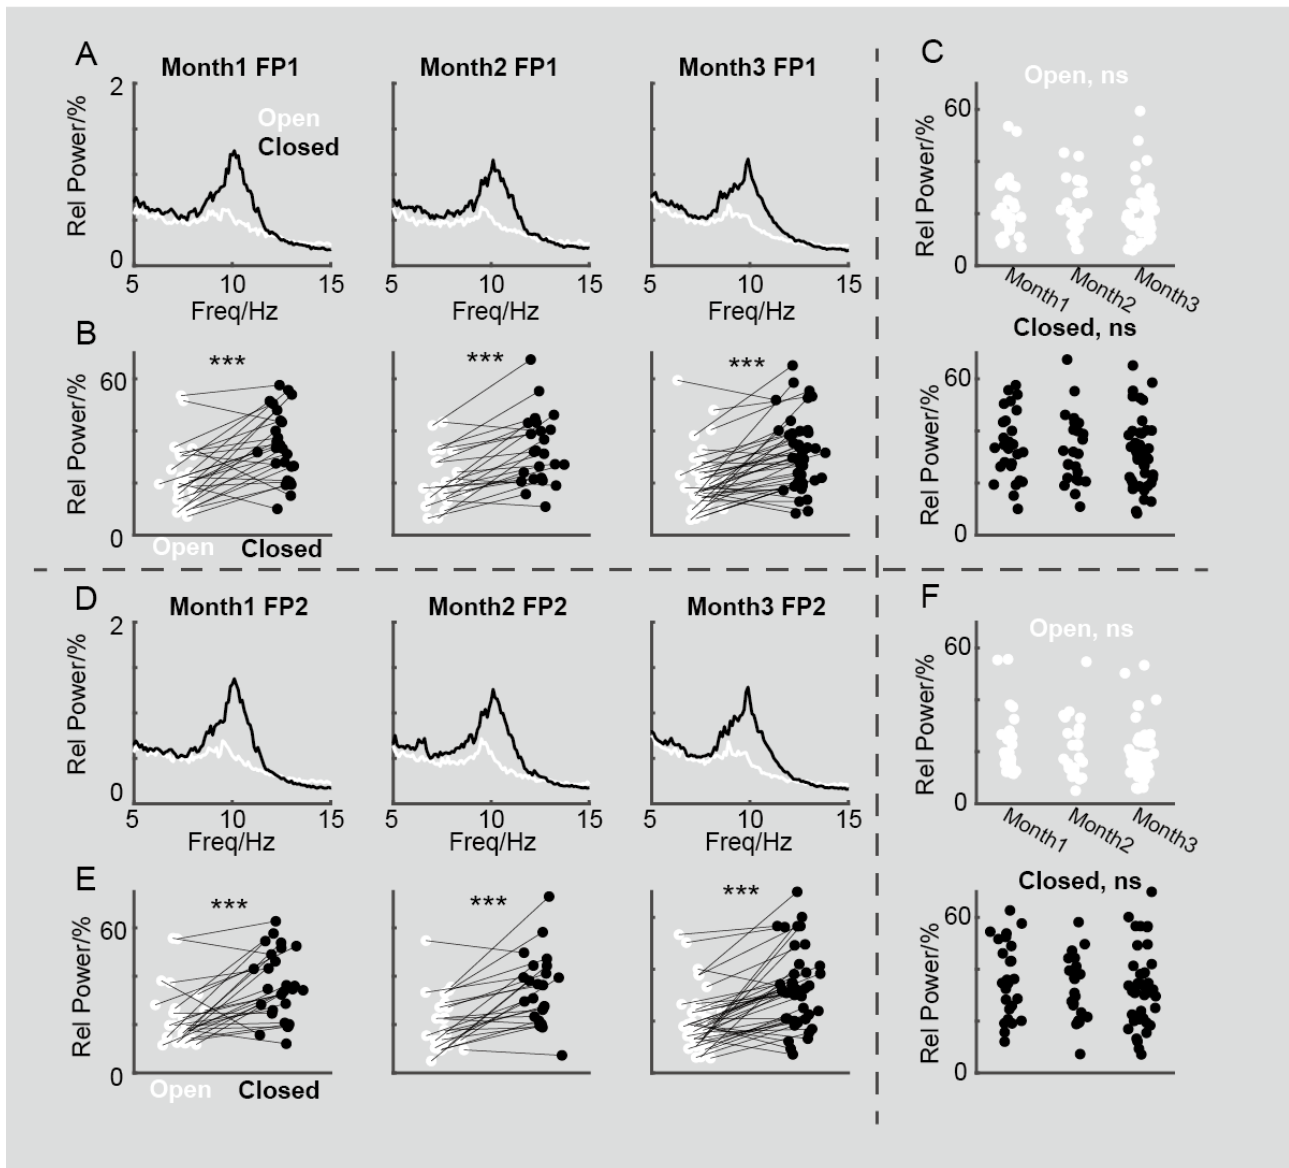 A
Month1 FP1
Month2 FP1
Month3 FP1
2
Rel Power/%
Open
Closed
0
5
10
15
5
10
15
5
10
15
Freq/Hz
Freq/Hz
Freq/Hz
B
***
***
***
60
Rel Power/%
0
Open
Closed
C
Open, ns
60
Rel Power/%
0
Month1
Month2
Month3
Closed, ns
60
Rel Power/%
0
D
Month1 FP2
Month2 FP2
Month3 FP2
2
Rel Power/%
0
5
10
15
5
10
15
5
10
15
Freq/Hz
Freq/Hz
Freq/Hz
E
***
***
***
60
Rel Power/%
0
Open
Closed
F
Open, ns
60
Rel Power/%
0
Month1
Month2
Month3
Closed, ns
60
Rel Power/%
0